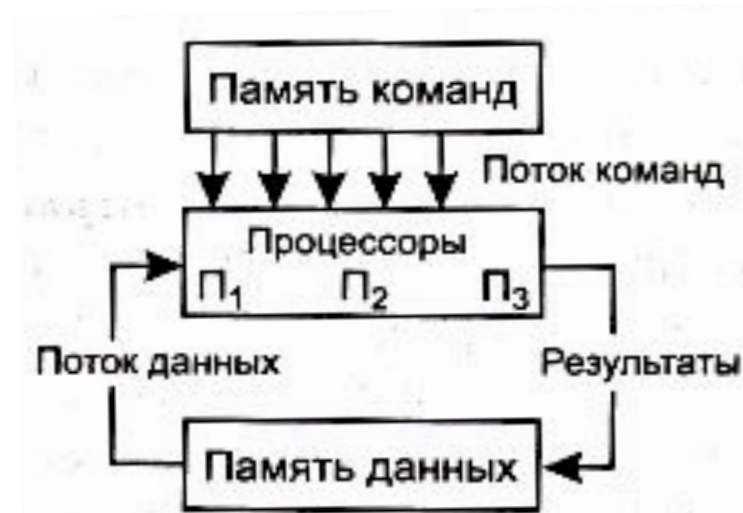 Память команд
Поток команд
Процессоры
П₁ П₂ П₃
Поток данных
Результаты
Память данных